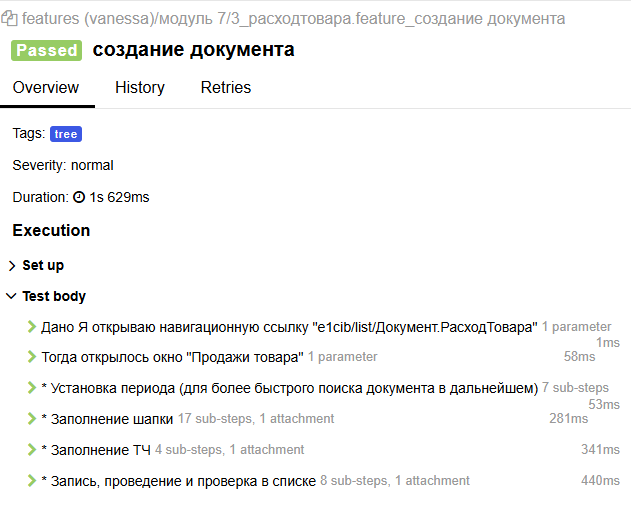 features (vanessa)/модуль 7/3_расходтовара.feature_создание документа
Passed создание документа
Overview History Retries
Tags: tree
Severity: normal
Duration: 1s 629ms
Execution
Set up
Test body
Дано Я открываю навигационную ссылку "e1cib/list/Документ.РасходТовара" 1 parameter
1ms
Тогда открылось окно "Продажи товара" 1 parameter 58ms
* Установка периода (для более быстрого поиска документа в дальнейшем) 7 sub-steps
53ms
* Заполнение шапки 17 sub-steps, 1 attachment 281ms
* Заполнение ТЧ 4 sub-steps, 1 attachment 341ms
* Запись, проведение и проверка в списке 8 sub-steps, 1 attachment 440ms